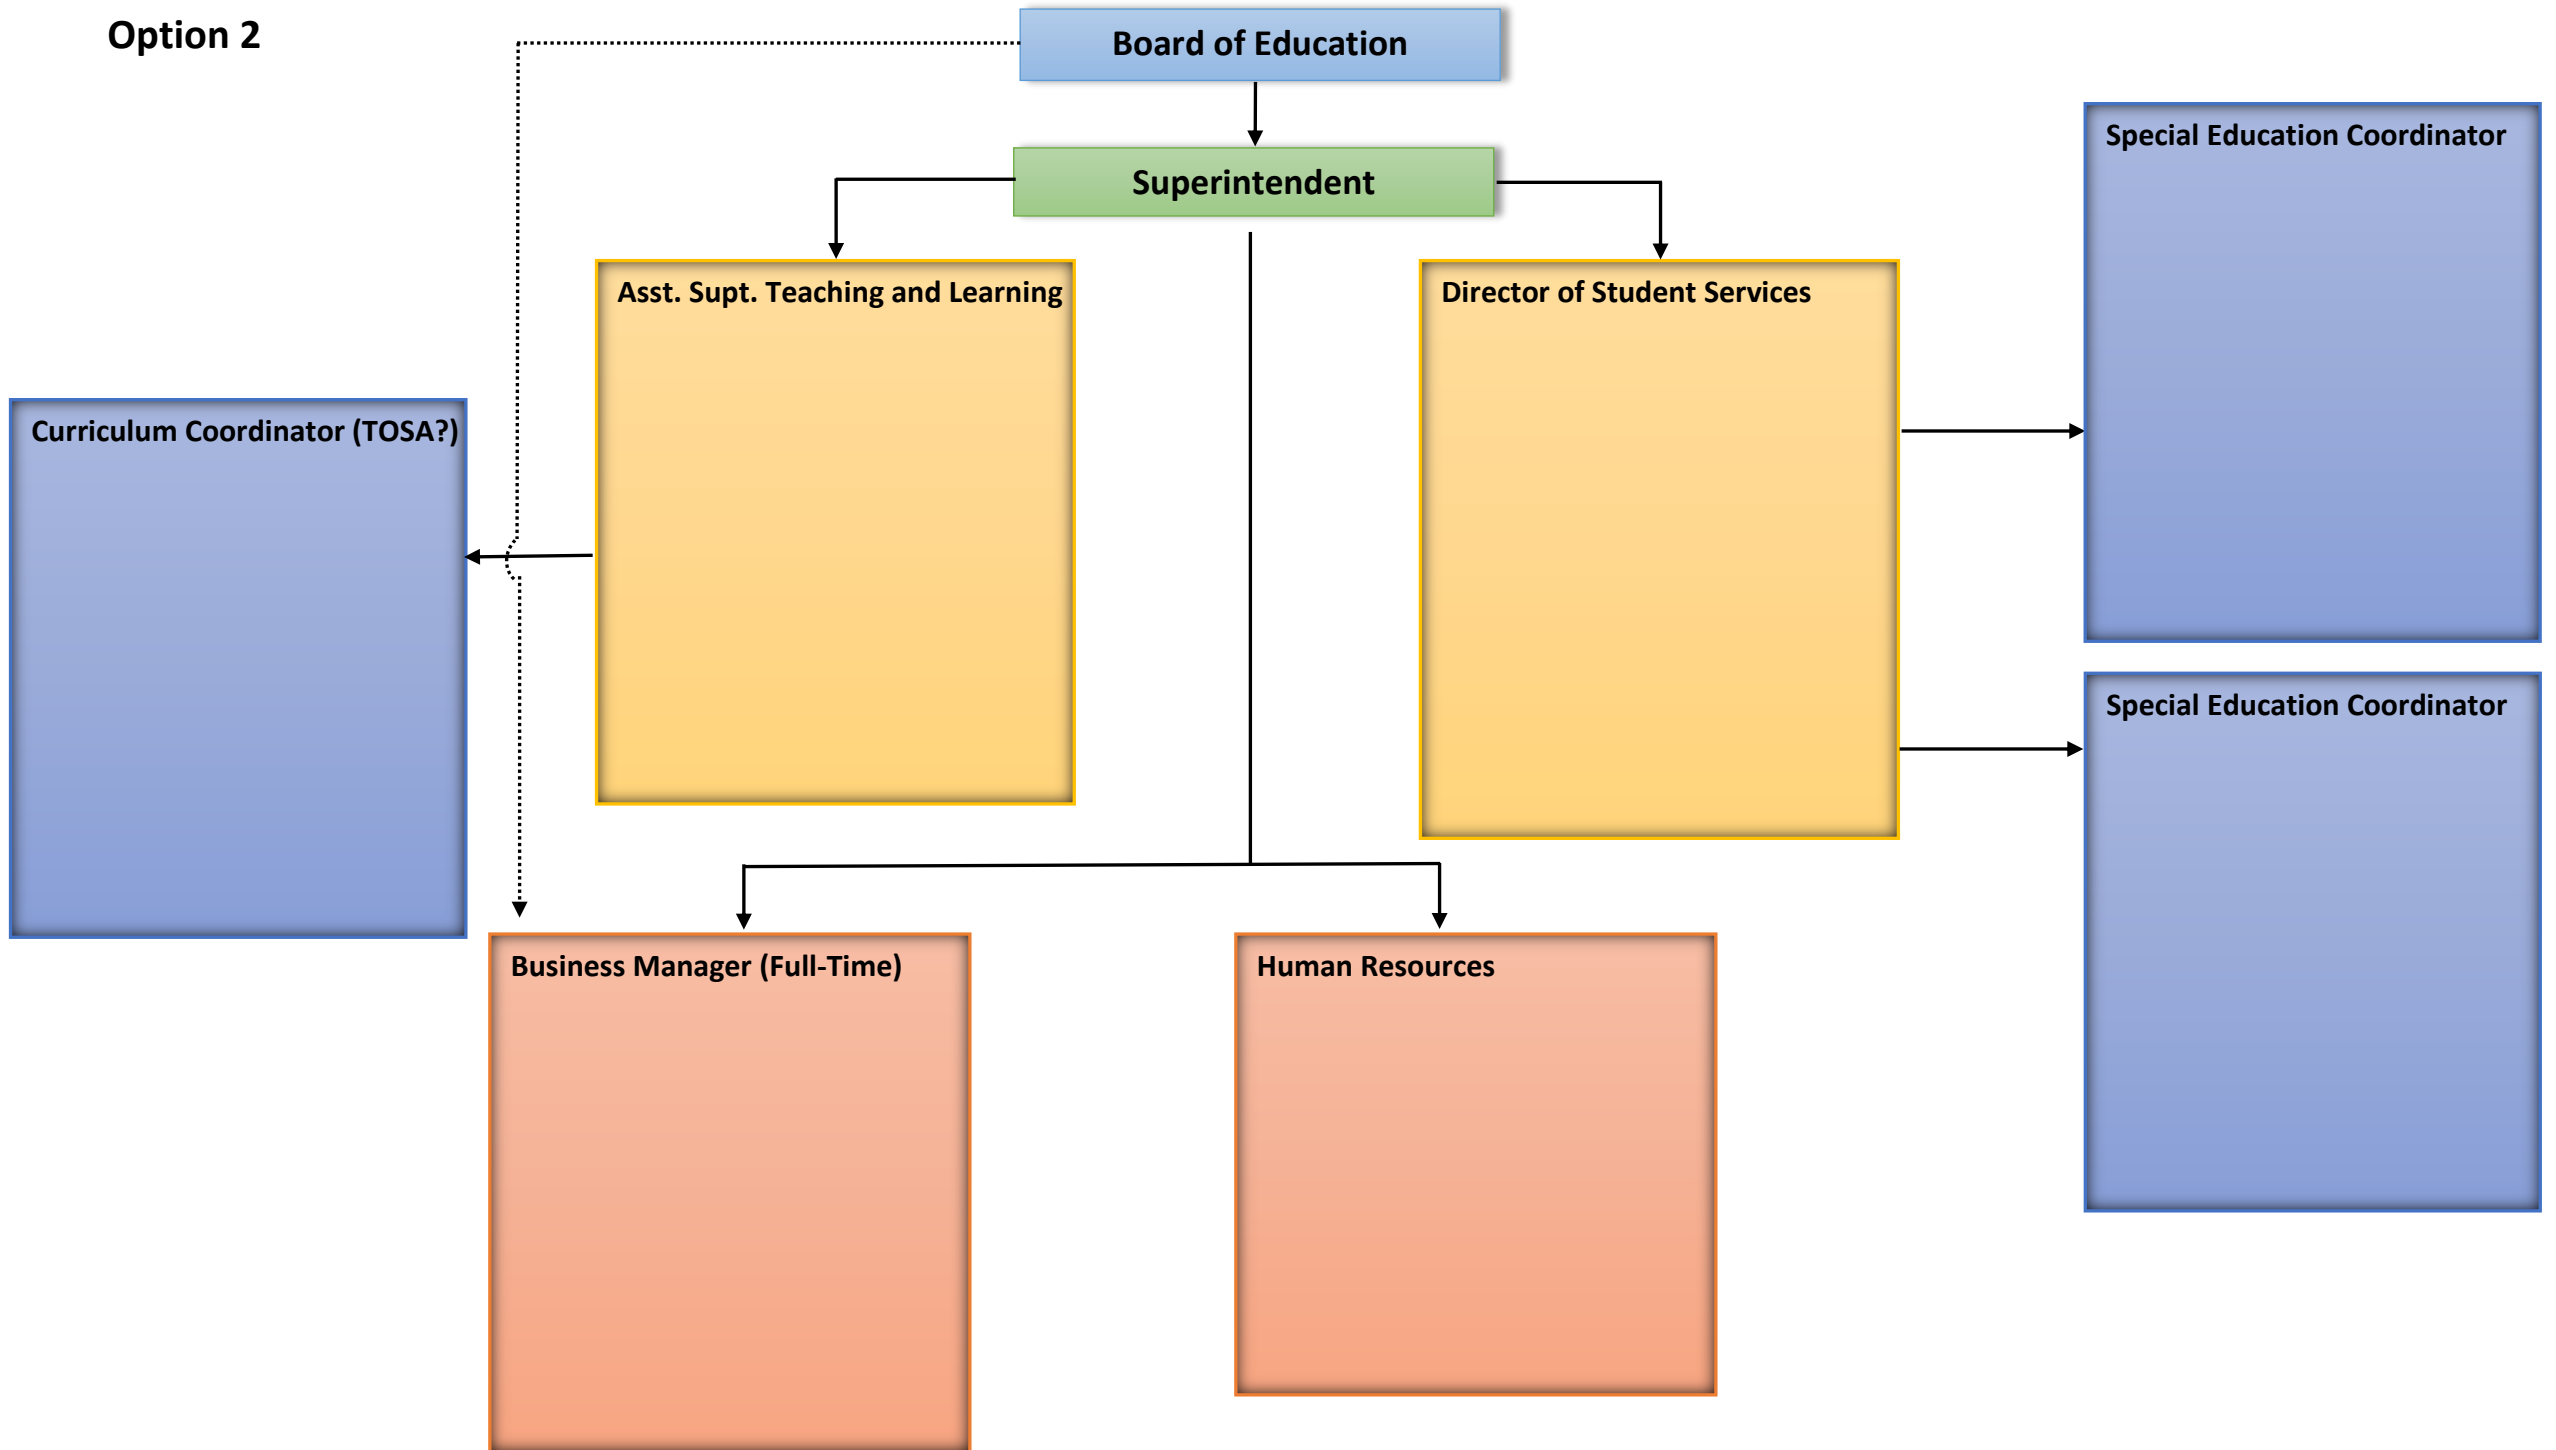 Option 2
Board of Education
Superintendent
Special Education Coordinator
Asst. Supt. Teaching and Learning
Director of Student Services
Curriculum Coordinator (TOSA?)
Special Education Coordinator
Business Manager (Full-Time)
Human Resources